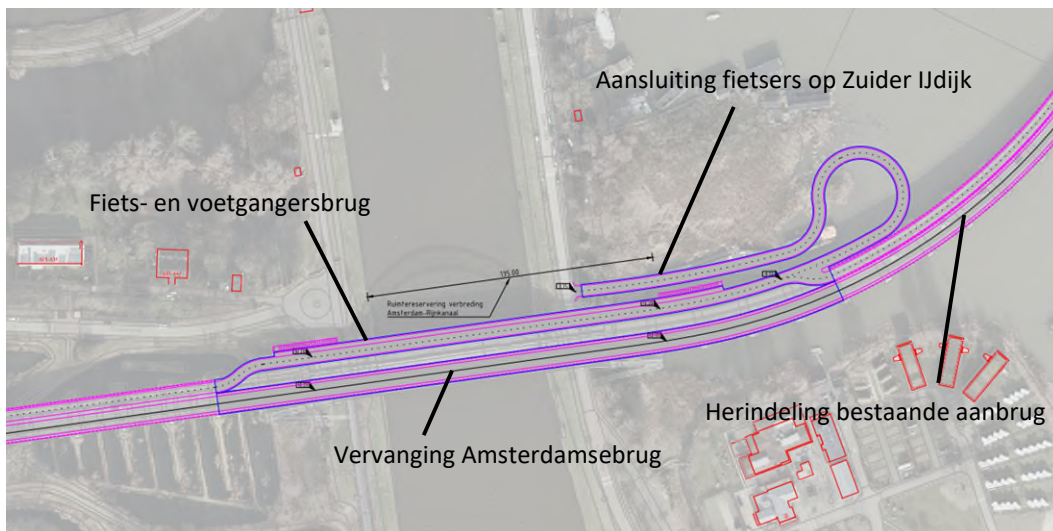 Aansluiting fietsers op Zuider IJdijk
Fiets- en voetgangersbrug
135.00
Ruimtereservering verbreding
Amsterdam-Rijnkanaal
Herindeling bestaande aanbrug
Vervanging Amsterdamsebrug